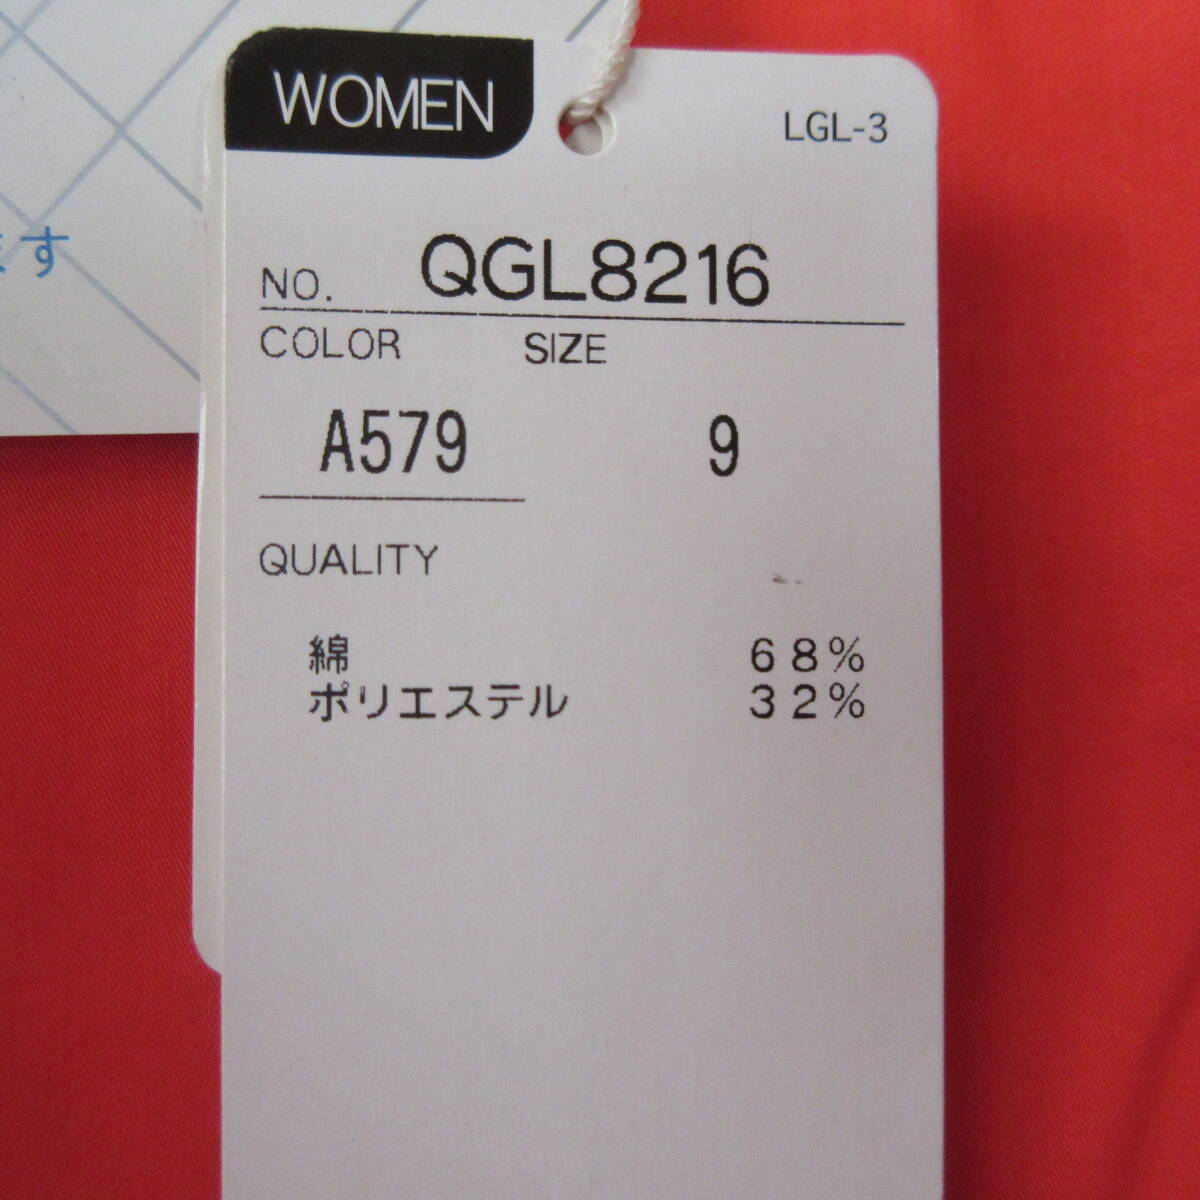 WOMEN
LGL-3
ます
NO. QGL8216
COLOR SIZE
A579 9
QUALITY
綿 68%
ポリエステル 32%